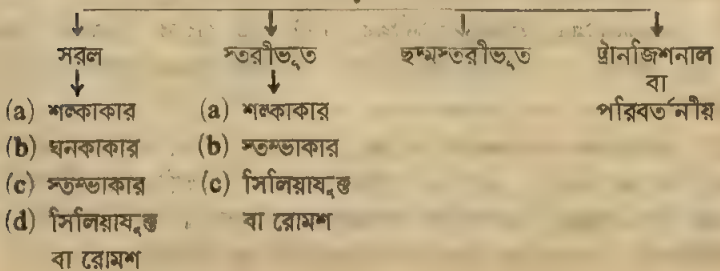 সরল স্তরীভূত ছদ্মস্তরীভূত ট্রানজিশনাল
বা
পরিবর্তনীয়
(a) শল্কাকার (a) শল্কাকার
(b) ঘনকাকার (b) স্তম্ভাকার
(c) স্তম্ভাকার (c) সিলিয়াযুক্ত
(d) সিলিয়াযুক্ত বা রোমশ
বা রোমশ